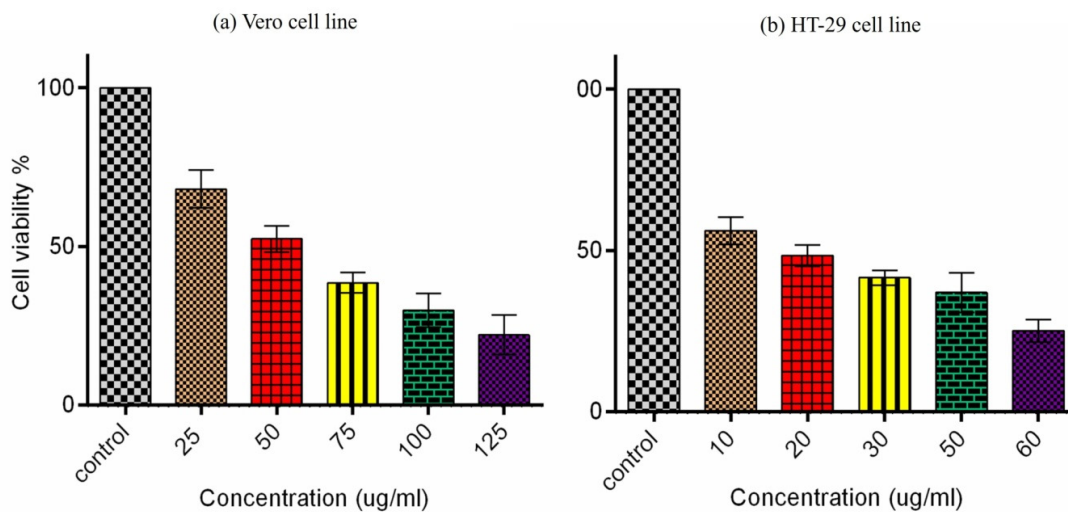 (a) Vero cell line
Cell viability %
100
50
0
control
25
50
75
100
125
Concentration (ug/ml)
(b) HT-29 cell line
00
50
0
control
10
20
30
50
60
Concentration (ug/ml)